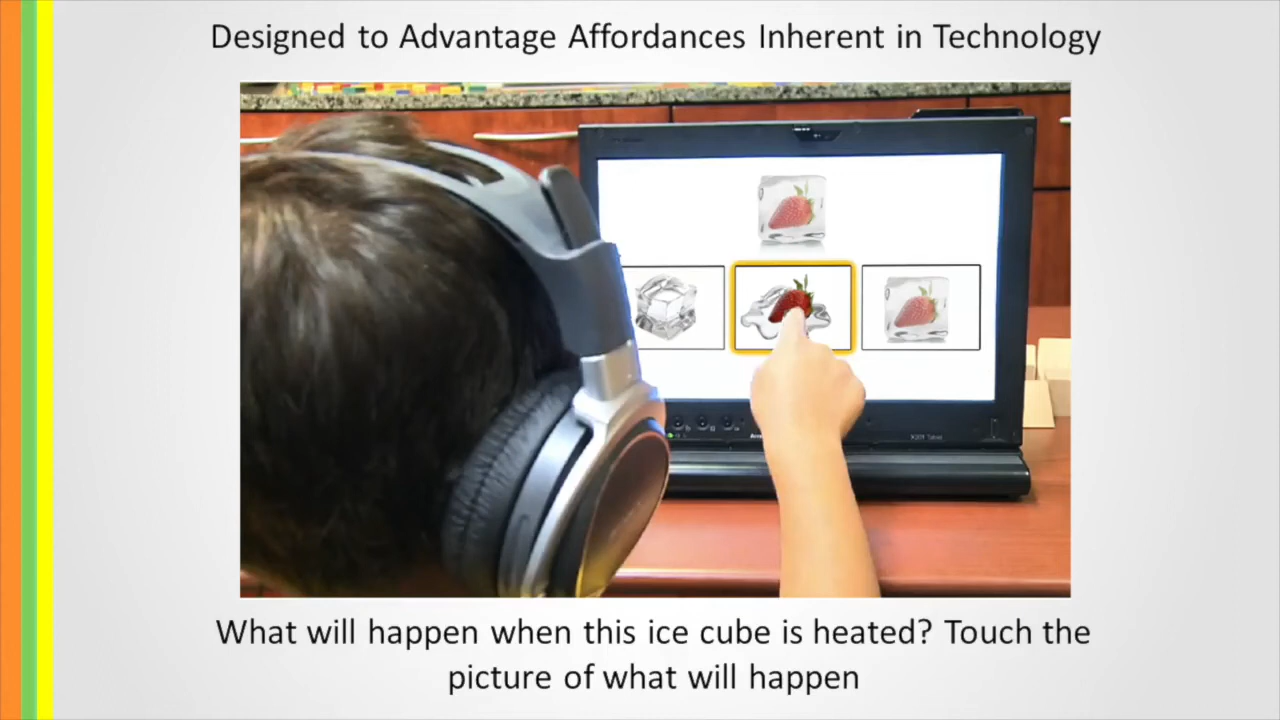 Designed to Advantage Affordances Inherent in Technology
What will happen when this ice cube is heated? Touch the
picture of what will happen